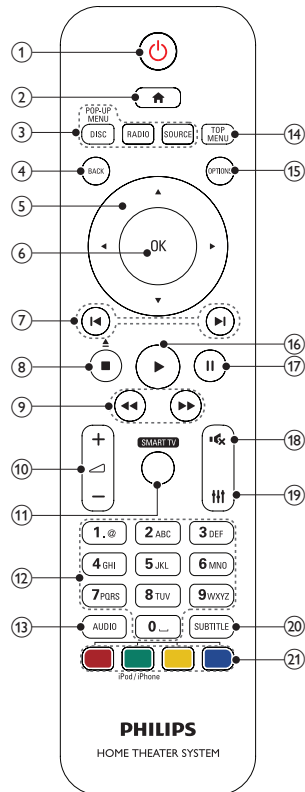 1
2
POP-UP
MENU
3 DISC RADIO SOURCE TOP
MENU 14
4 BACK OPTIONS 15
5
6 OK
7
16
8 17
9
SMART TV
+ 18
10
− 19
11
1.@ 2 ABC 3 DEF
12 4 GHI 5 JKL 6 MNO
7 PQRS 8 TUV 9 WXYZ
13 AUDIO 0 SUBTITLE 20
21
iPod / iPhone
PHILIPS
HOME THEATER SYSTEM